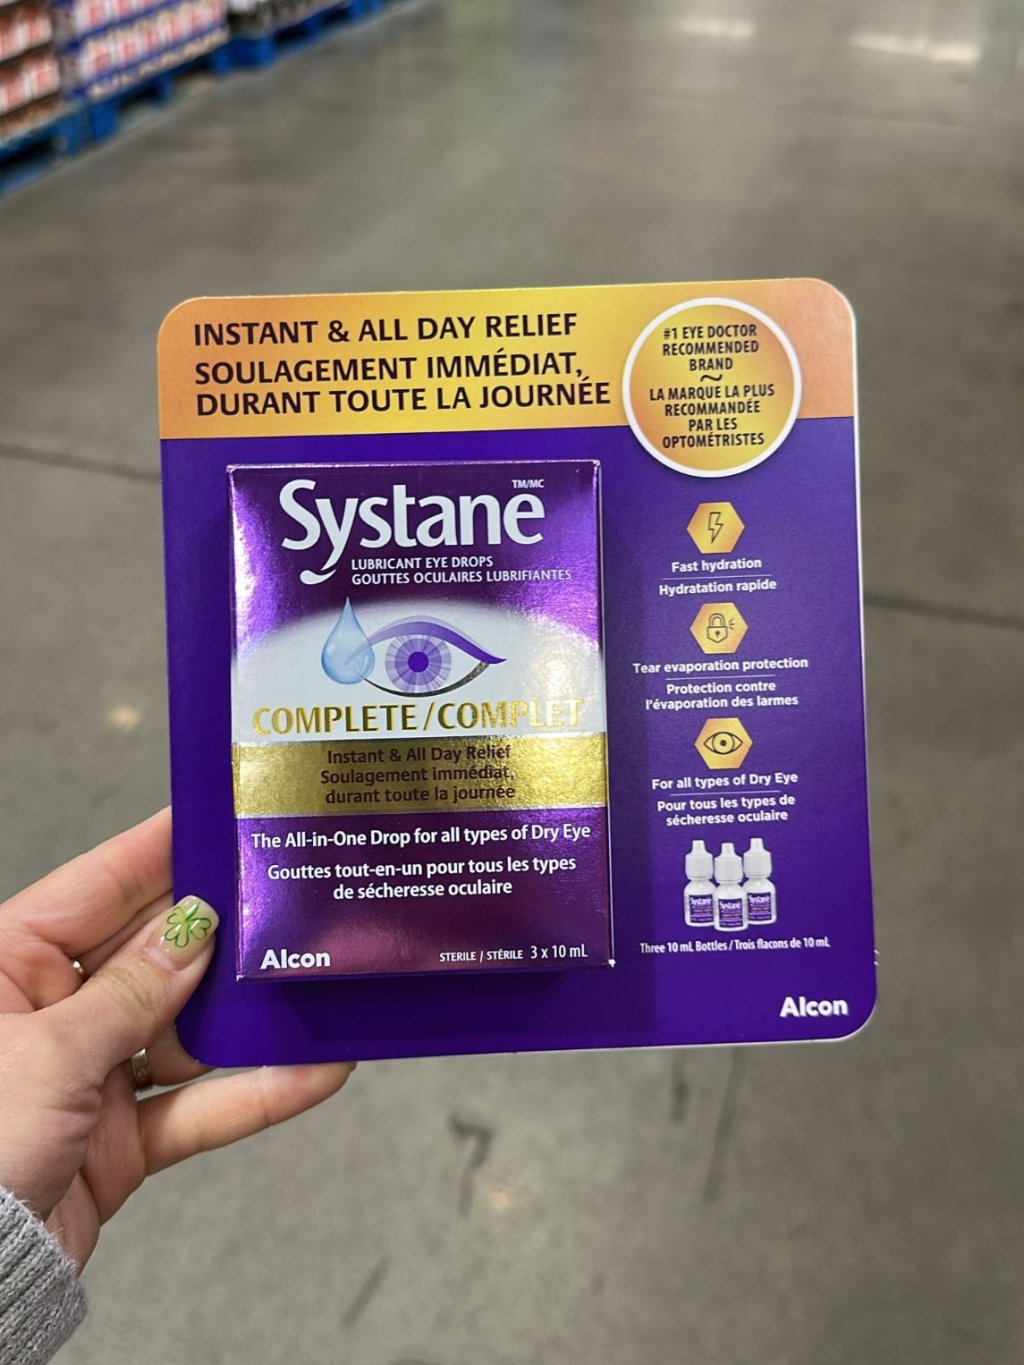 INSTANT & ALL DAY RELIEF
SOULAGEMENT IMMÉDIAT,
DURANT TOUTE LA JOURNÉE
#1 EYE DOCTOR
RECOMMENDED
BRAND
~
LA MARQUE LA PLUS
RECOMMANDÉE
PAR LES
OPTOMÉTRISTES
Systane TM/MC
LUBRICANT EYE DROPS
GOUTTES OCULAIRES LUBRIFIANTES
COMPLETE/COMPLET
Instant & All Day Relief
Soulagement immédiat,
durant toute la journée
The All-in-One Drop for all types of Dry Eye
Gouttes tout-en-un pour tous les types
de sécheresse oculaire
Alcon
STERILE / STÉRILE 3 x 10 mL
Fast hydration
Hydratation rapide
Tear evaporation protection
Protection contre
l'évaporation des larmes
For all types of Dry Eye
Pour tous les types de
sécheresse oculaire
Systane Systane Systane
Three 10 mL Bottles / Trois flacons de 10 mL
Alcon